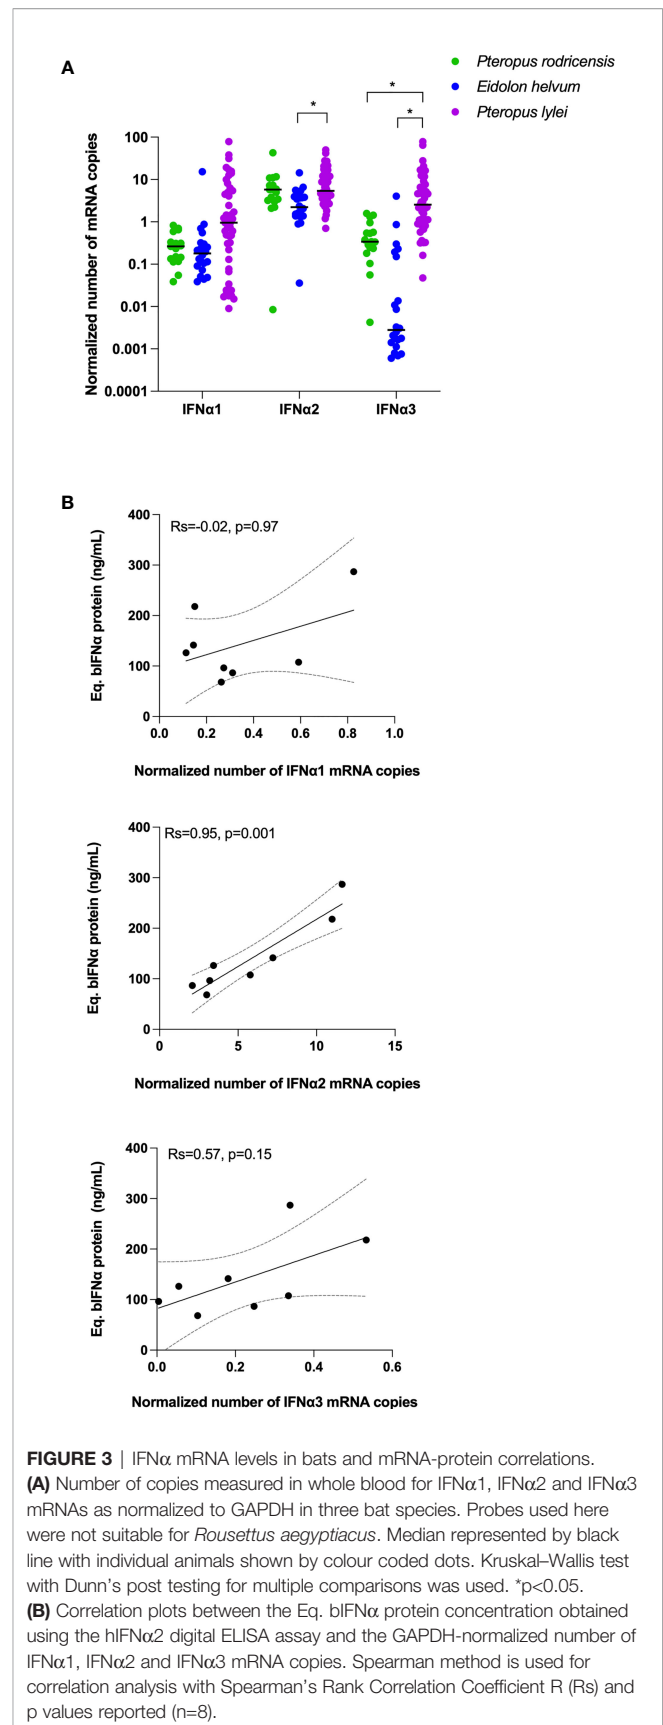 A
Pteropus rodricensis
Eidolon helvum
Pteropus lylei
*
*
*
Normalized number of mRNA copies
100
10
1
0.1
0.01
0.001
0.0001
IFNα1 IFNα2 IFNα3
B
Rs=-0.02, p=0.97
Eq. bIFNα protein (ng/mL)
400
300
200
100
0
0.0 0.2 0.4 0.6 0.8 1.0
Normalized number of IFNα1 mRNA copies
Rs=0.95, p=0.001
Eq. bIFNα protein (ng/mL)
400
300
200
100
0
0 5 10 15
Normalized number of IFNα2 mRNA copies
Rs=0.57, p=0.15
Eq. bIFNα protein (ng/mL)
400
300
200
100
0
0.0 0.2 0.4 0.6
Normalized number of IFNα3 mRNA copies
FIGURE 3 | IFNα mRNA levels in bats and mRNA-protein correlations.
(A) Number of copies measured in whole blood for IFNα1, IFNα2 and IFNα3
mRNAs as normalized to GAPDH in three bat species. Probes used here
were not suitable for Rousettus aegyptiacus. Median represented by black
line with individual animals shown by colour coded dots. Kruskal–Wallis test
with Dunn's post testing for multiple comparisons was used. *p<0.05.
(B) Correlation plots between the Eq. bIFNα protein concentration obtained
using the hIFNα2 digital ELISA assay and the GAPDH-normalized number of
IFNα1, IFNα2 and IFNα3 mRNA copies. Spearman method is used for
correlation analysis with Spearman's Rank Correlation Coefficient R (Rs) and
p values reported (n=8).